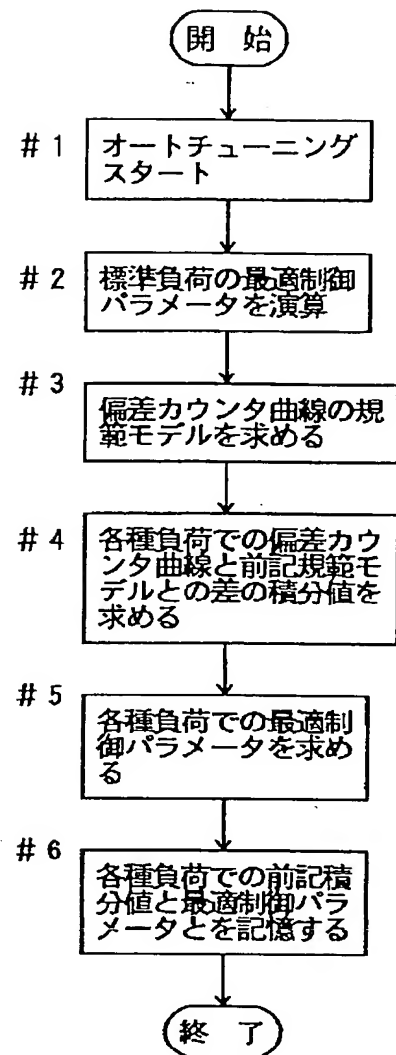 開 始
#1
オートチューニング
スタート
#2
標準負荷の最適制御
パラメータを演算
#3
偏差カウンタ曲線の規
範モデルを求める
#4
各種負荷での偏差カウ
ンタ曲線と前記規範モ
デルとの差の積分値を
求める
#5
各種負荷での最適制
御パラメータを求め
る
#6
各種負荷での前記積
分値と最適制御パラ
メータとを記憶する
終 了